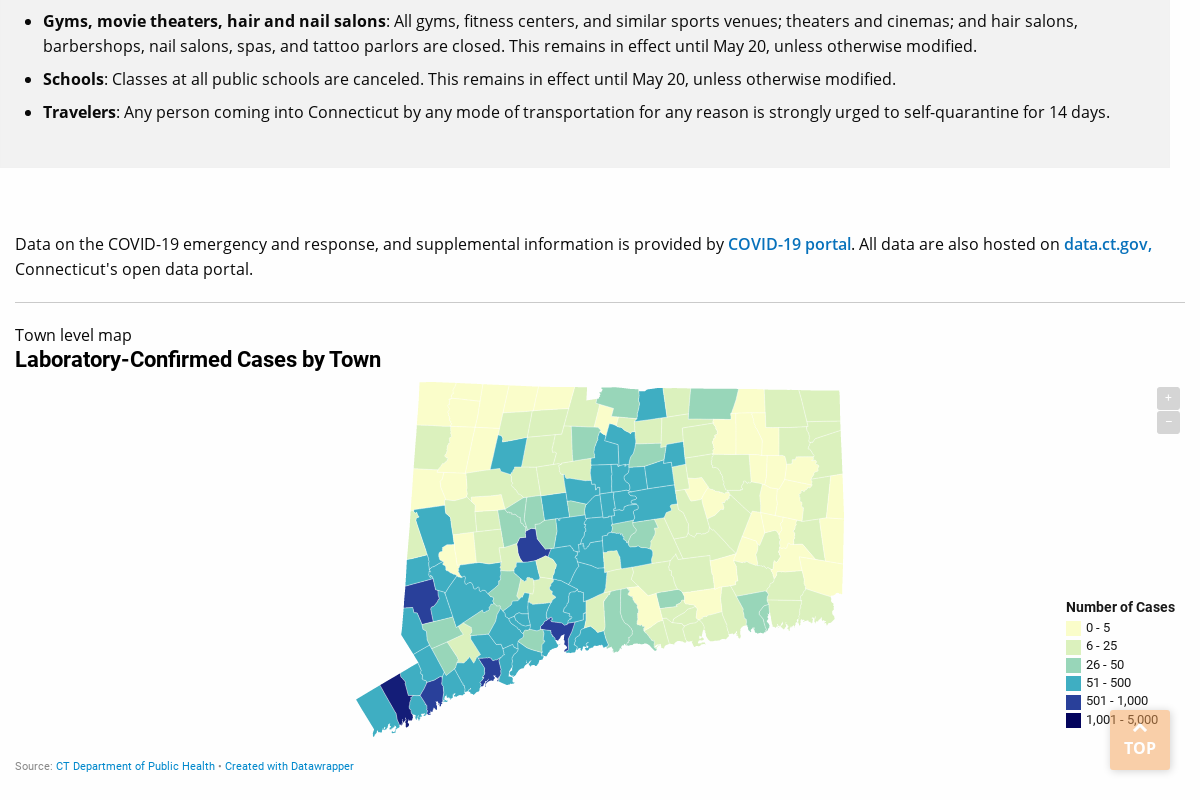 Gyms, movie theaters, hair and nail salons: All gyms, fitness centers, and similar sports venues; theaters and cinemas; and hair salons,
barbershops, nail salons, spas, and tattoo parlors are closed. This remains in effect until May 20, unless otherwise modified.
Schools: Classes at all public schools are canceled. This remains in effect until May 20, unless otherwise modified.
Travelers: Any person coming into Connecticut by any mode of transportation for any reason is strongly urged to self-quarantine for 14 days.
Data on the COVID-19 emergency and response, and supplemental information is provided by COVID-19 portal. All data are also hosted on data.ct.gov,
Connecticut's open data portal.
Town level map
Laboratory-Confirmed Cases by Town
+
−
Number of Cases
0 - 5
6 - 25
26 - 50
51 - 500
501 - 1,000
1,001 - 5,000
TOP
Source: CT Department of Public Health • Created with Datawrapper